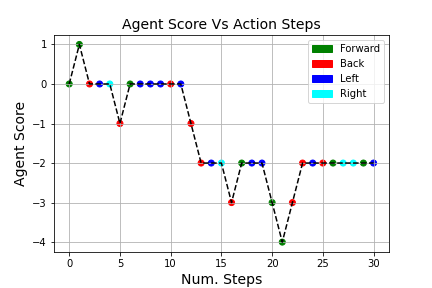 Agent Score Vs Action Steps
Forward
Back
Left
Right
Agent Score
1
0
−1
−2
−3
−4
0 5 10 15 20 25 30
Num. Steps